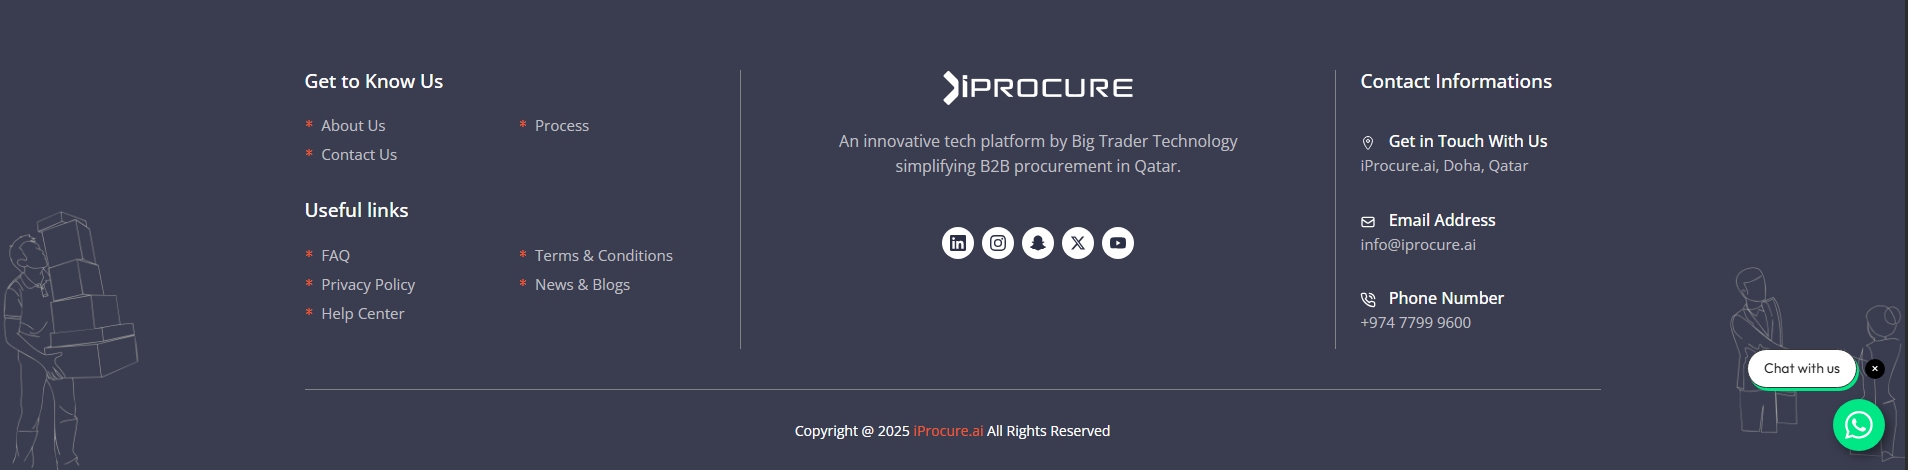 Get to Know Us
* About Us
* Process
* Contact Us
Useful links
* FAQ
* Terms & Conditions
* Privacy Policy
* News & Blogs
* Help Center
iPROCURE
An innovative tech platform by Big Trader Technology
simplifying B2B procurement in Qatar.
Contact Informations
Get in Touch With Us
iProcure.ai, Doha, Qatar
Email Address
info@iprocure.ai
Phone Number
+974 7799 9600
Chat with us
Copyright @ 2025 iProcure.ai All Rights Reserved